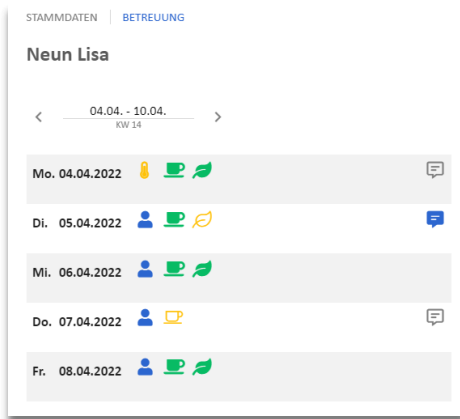 STAMMDATEN BETREUUNG
Neun Lisa
04.04. - 10.04.
KW 14
Mo. 04.04.2022
Di. 05.04.2022
Mi. 06.04.2022
Do. 07.04.2022
Fr. 08.04.2022